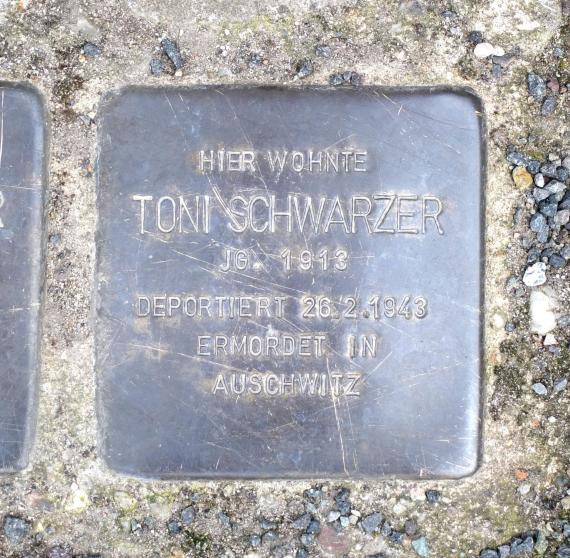 HIER WOHNTE
TONI SCHWARZER
JG. 1913
DEPORTIERT 26.2.1943
ERMORDET IN
AUSCHWITZ